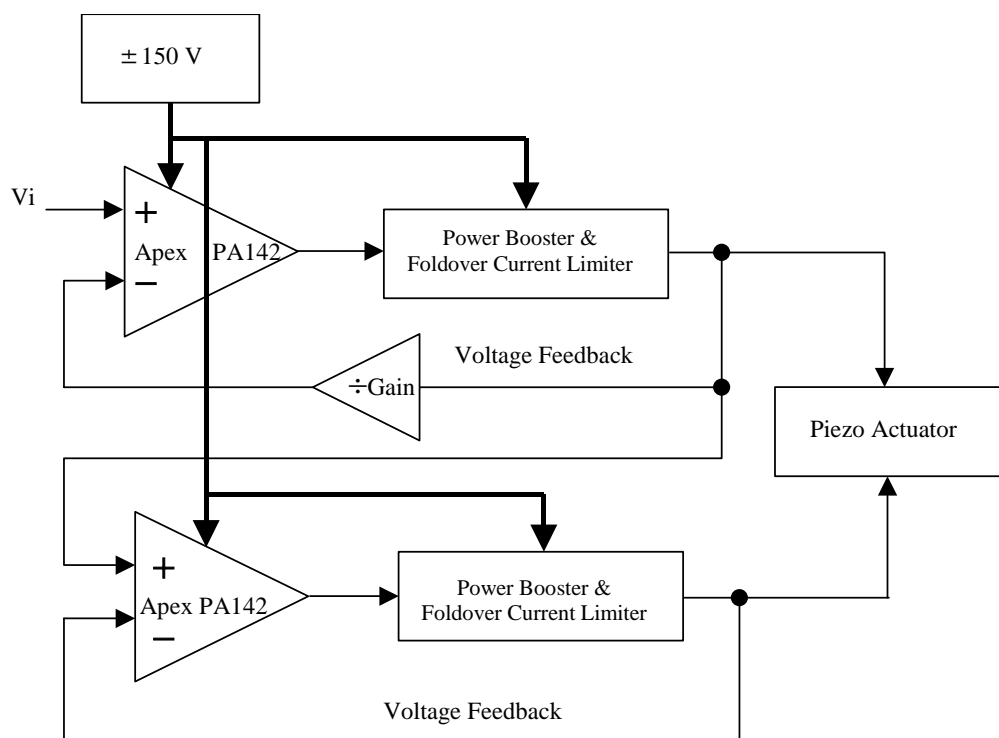 ±150 V
Vi
+
Apex PA142
−
Power Booster &
Foldover Current Limiter
Voltage Feedback
÷Gain
Piezo Actuator
+
Apex PA142
−
Power Booster &
Foldover Current Limiter
Voltage Feedback